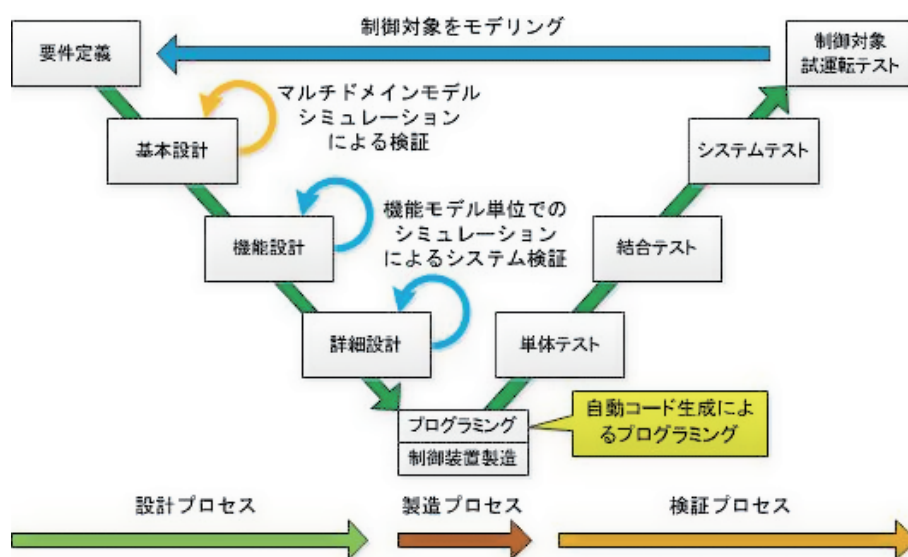 制御対象をモデリング
要件定義
制御対象
試運転テスト
マルチドメインモデル
シミュレーション
による検証
基本設計
システムテスト
機能モデル単位での
シミュレーション
によるシステム検証
機能設計
結合テスト
詳細設計
単体テスト
プログラミング
制御装置製造
自動コード生成によ
るプログラミング
設計プロセス
製造プロセス
検証プロセス